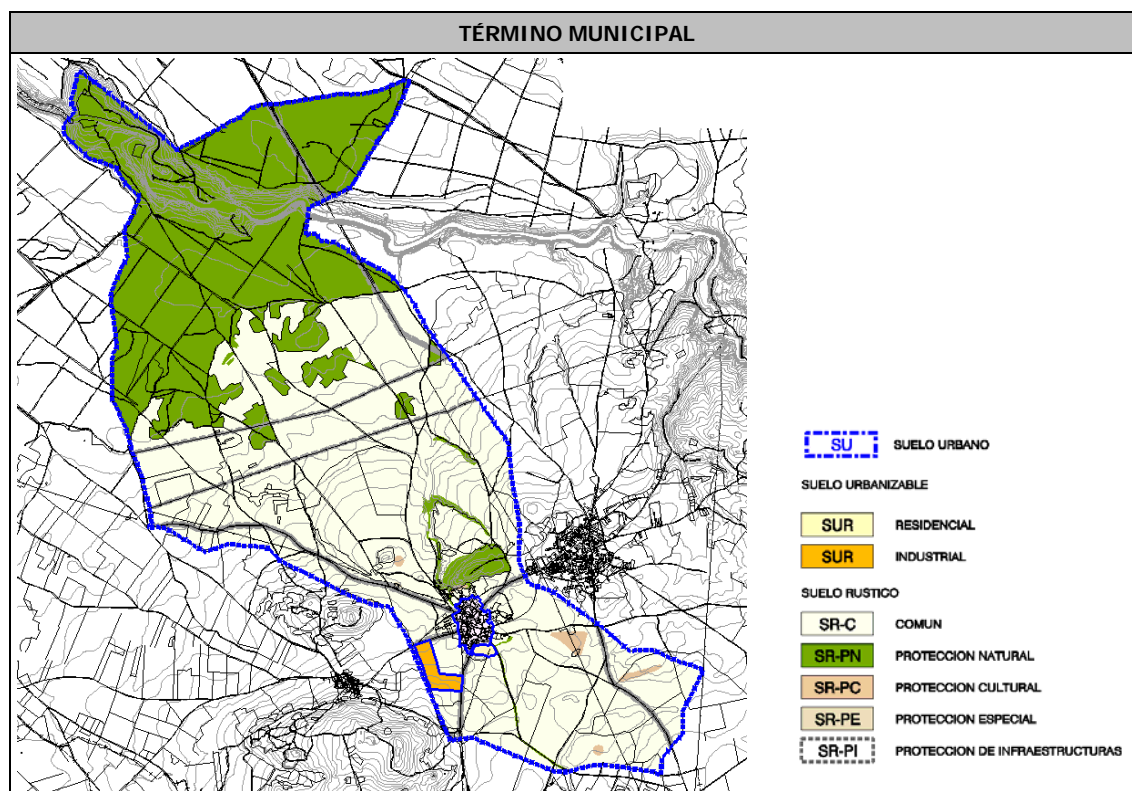 TÉRMINO MUNICIPAL
SU SUELO URBANO
SUELO URBANIZABLE
SUR RESIDENCIAL
SUR INDUSTRIAL
SUELO RUSTICO
SR-C COMUN
SR-PN PROTECCION NATURAL
SR-PC PROTECCION CULTURAL
SR-PE PROTECCION ESPECIAL
SR-PI PROTECCION DE INFRAESTRUCTURAS